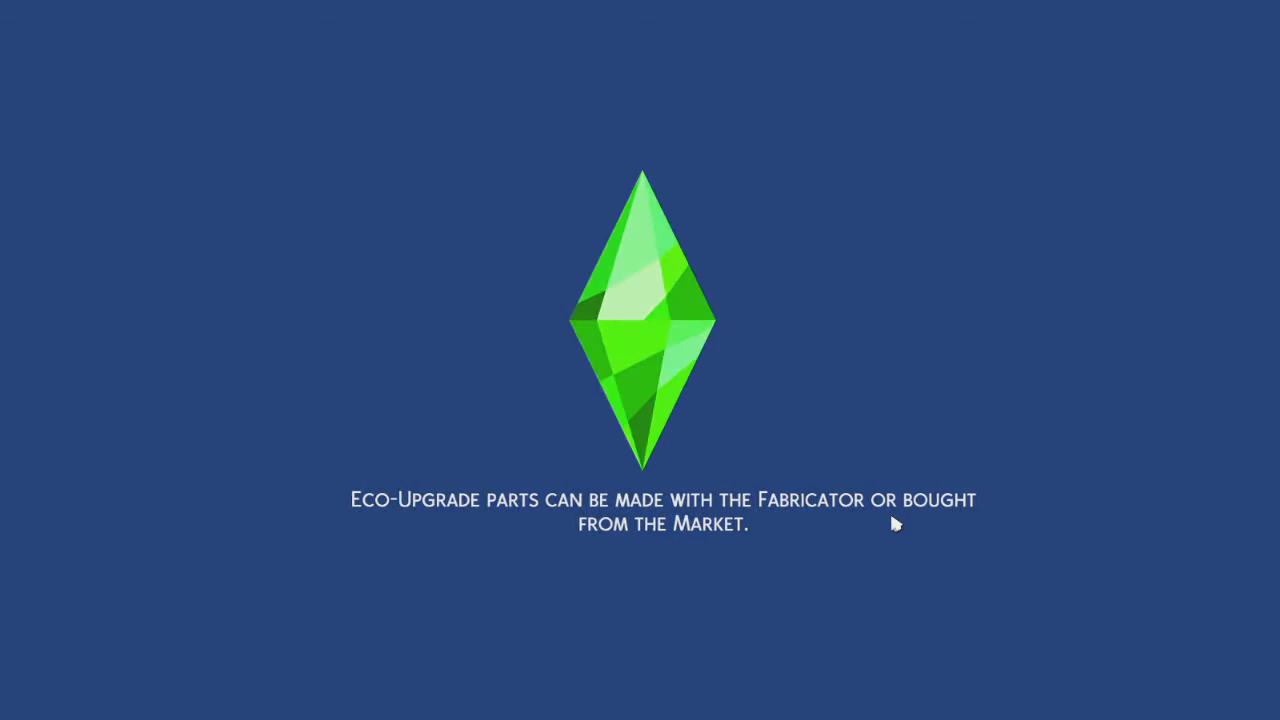 Eco-Upgrade parts can be made with the Fabricator or bought
from the Market.